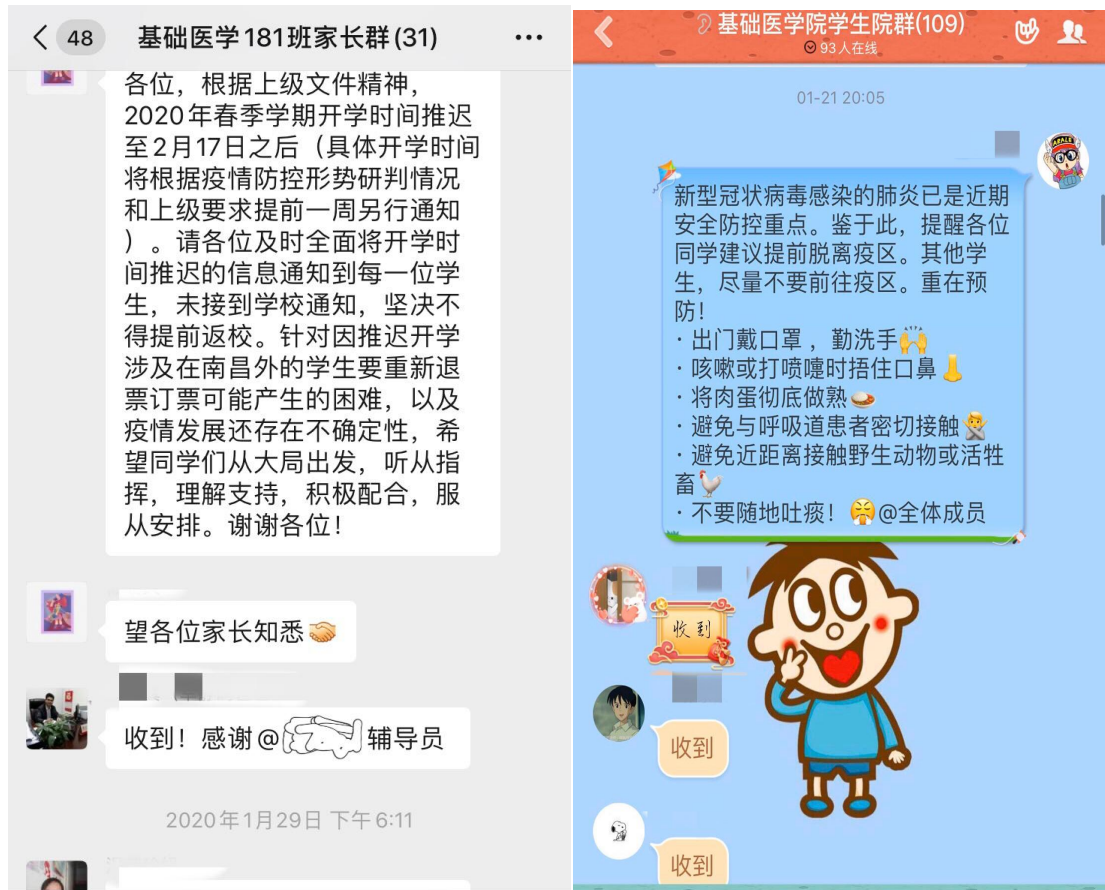 48
基础医学181班家长群(31)
各位，根据上级文件精神，
2020年春季学期开学时间推迟
至2月17日之后（具体开学时间
将根据疫情防控形势研判情况
和上级要求提前一周另行通知
）。请各位及时全面将开学时
间推迟的信息通知到每一位学
生，未接到学校通知，坚决不
得提前返校。针对因推迟开学
涉及在南昌外的学生要重新退
票订票可能产生的困难，以及
疫情发展还存在不确定性，希
望同学们从大局出发，听从指
挥，理解支持，积极配合，服
从安排。谢谢各位！
望各位家长知悉🤝
收到！感谢@ 辅导员
2020年1月29日 下午6:11
基础医学院学生院群(109)
93人在线
01-21 20:05
新型冠状病毒感染的肺炎已是近期
安全防控重点。鉴于此，提醒各位
同学建议提前脱离疫区。其他学
生，尽量不要前往疫区。重在预
防！
·出门戴口罩，勤洗手🙌
·咳嗽或打喷嚏时捂住口鼻👃
·将肉蛋彻底做熟🍛
·避免与呼吸道患者密切接触🙅
·避免近距离接触野生动物或活牲
畜🐓
·不要随地吐痰！😤@全体成员
收到
收到
收到